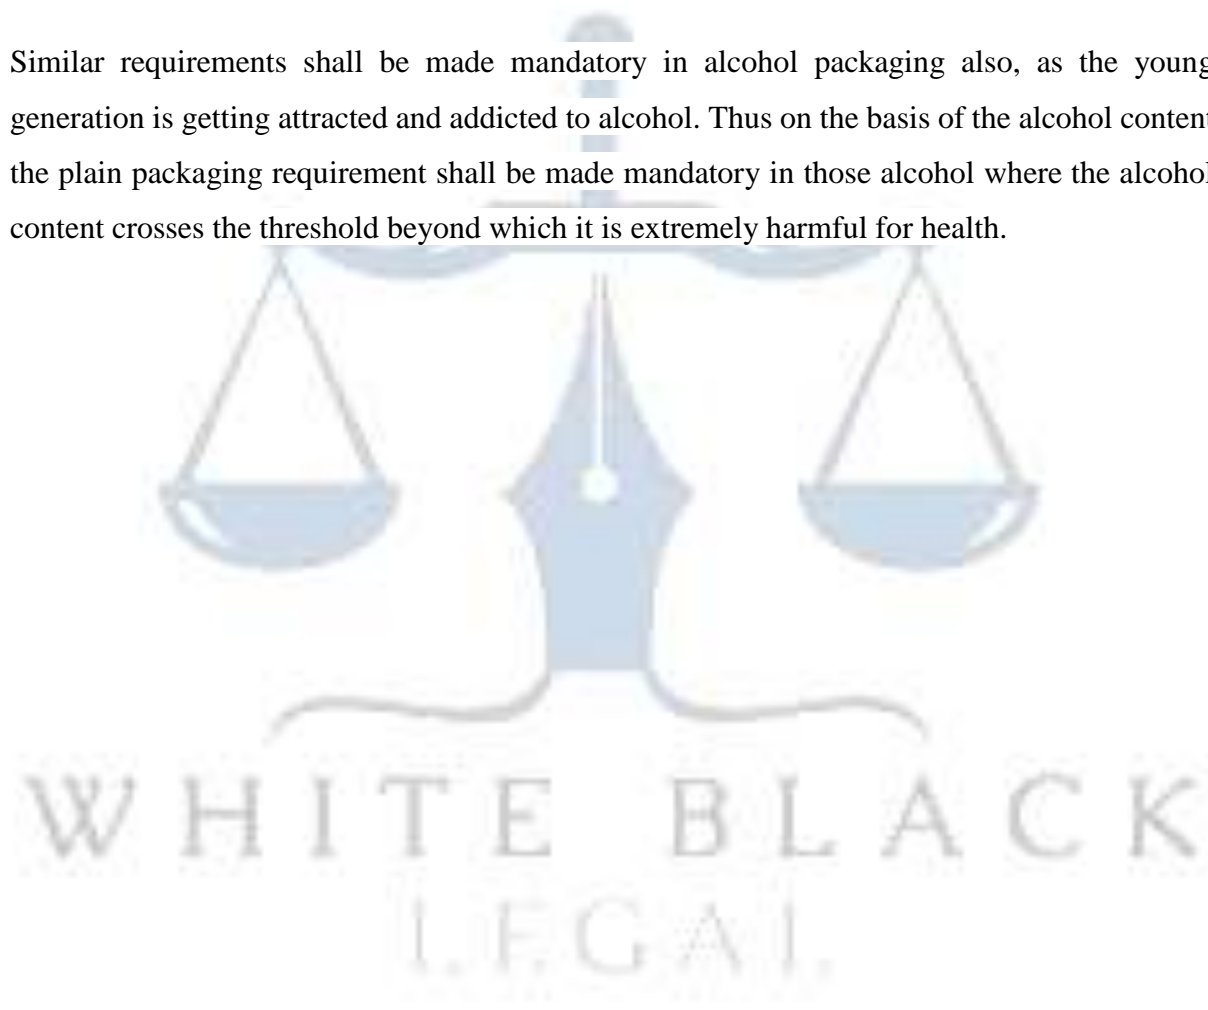 Similar requirements shall be made mandatory in alcohol packaging also, as the young
generation is getting attracted and addicted to alcohol. Thus on the basis of the alcohol content
the plain packaging requirement shall be made mandatory in those alcohol where the alcohol
content crosses the threshold beyond which it is extremely harmful for health.
WHITE BLACK
LEGAL